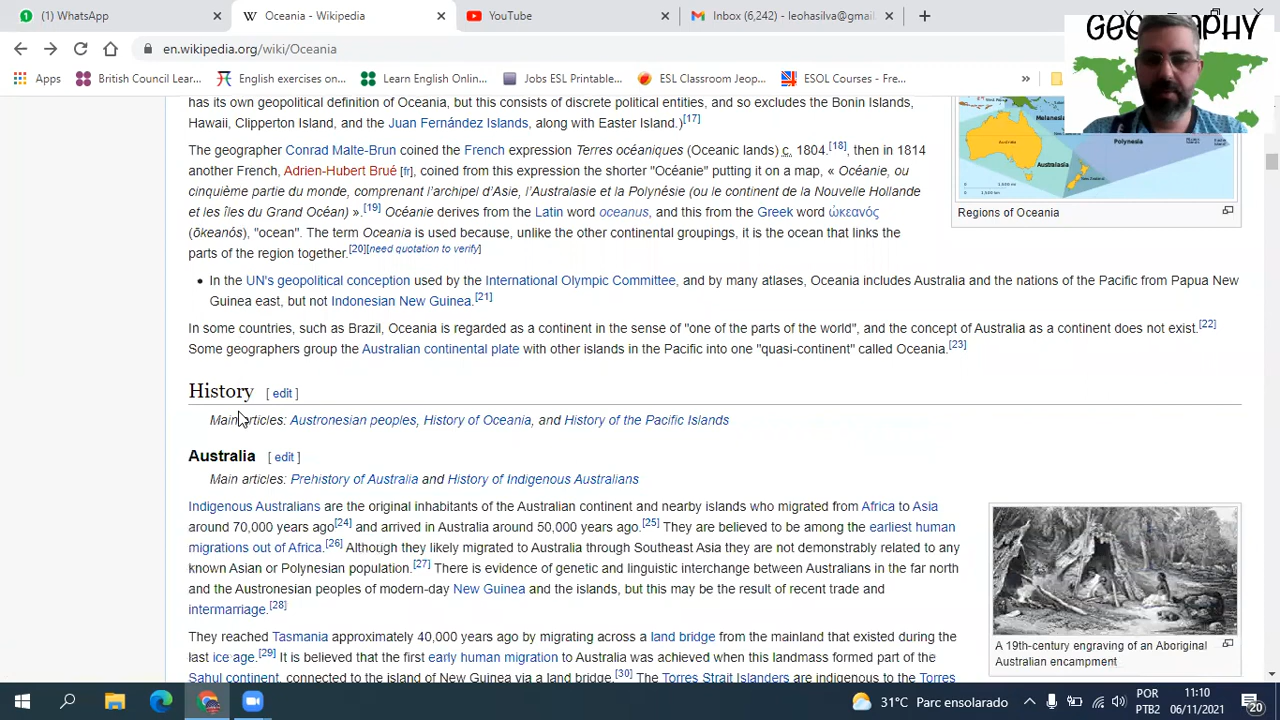 (1) WhatsApp
Oceania - Wikipedia
YouTube
Inbox (6,242) - leohasilva@gmail.
en.wikipedia.org/wiki/Oceania
Apps
British Council Lear...
English exercises on...
Learn English Online...
Jobs ESL Printable...
ESL Classroom Jeop...
ESOL Courses - Fre...
»
has its own geopolitical definition of Oceania, but this consists of discrete political entities, and so excludes the Bonin Islands,
Hawaii, Clipperton Island, and the Juan Fernández Islands, along with Easter Island.)[17]
The geographer Conrad Malte-Brun coined the French expression Terres océaniques (Oceanic lands) c. 1804.[18], then in 1814
another French, Adrien-Hubert Brué [fr], coined from this expression the shorter "Océanie" putting it on a map, « Océanie, ou
cinquième partie du monde, comprenant l'archipel d'Asie, l'Australasie et la Polynésie (ou le continent de la Nouvelle Hollande
et les îles du Grand Océan) ».[19] Océanie derives from the Latin word oceanus, and this from the Greek word ὠκεανός
(ōkeanós), "ocean". The term Oceania is used because, unlike the other continental groupings, it is the ocean that links the
parts of the region together.[20][need quotation to verify]
Melanesia
Polynesia
Australia
Australasia
Regions of Oceania
• In the UN's geopolitical conception used by the International Olympic Committee, and by many atlases, Oceania includes Australia and the nations of the Pacific from Papua New
Guinea east, but not Indonesian New Guinea.[21]
In some countries, such as Brazil, Oceania is regarded as a continent in the sense of "one of the parts of the world", and the concept of Australia as a continent does not exist.[22]
Some geographers group the Australian continental plate with other islands in the Pacific into one "quasi-continent" called Oceania.[23]
History [ edit ]
Main articles: Austronesian peoples, History of Oceania, and History of the Pacific Islands
Australia [ edit ]
Main articles: Prehistory of Australia and History of Indigenous Australians
Indigenous Australians are the original inhabitants of the Australian continent and nearby islands who migrated from Africa to Asia
around 70,000 years ago[24] and arrived in Australia around 50,000 years ago.[25] They are believed to be among the earliest human
migrations out of Africa.[26] Although they likely migrated to Australia through Southeast Asia they are not demonstrably related to any
known Asian or Polynesian population.[27] There is evidence of genetic and linguistic interchange between Australians in the far north
and the Austronesian peoples of modern-day New Guinea and the islands, but this may be the result of recent trade and
intermarriage.[28]
They reached Tasmania approximately 40,000 years ago by migrating across a land bridge from the mainland that existed during the
last ice age.[29] It is believed that the first early human migration to Australia was achieved when this landmass formed part of the
Sahul continent, to the island of New Guinea via a land bridge.[30] The Torres Strait Islanders are indigenous to the Torres
A 19th-century engraving of an Aboriginal
Australian encampment
31°C Parc ensolarado
POR
PTB2
11:10
06/11/2021
20